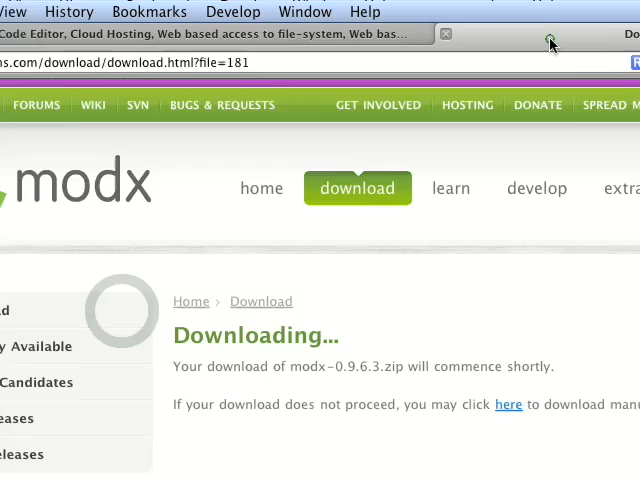 View History Bookmarks Develop Window Help
Code Editor, Cloud Hosting, Web based access to file-system, Web bas...
Do
ns.com/download/download.html?file=181
FORUMS WIKI SVN BUGS & REQUESTS GET INVOLVED HOSTING DONATE SPREAD M
modx
home download learn develop extra
Home › Download
Downloading...
Your download of modx-0.9.6.3.zip will commence shortly.
If your download does not proceed, you may click here to download manu
d
y Available
Candidates
eases
eleases